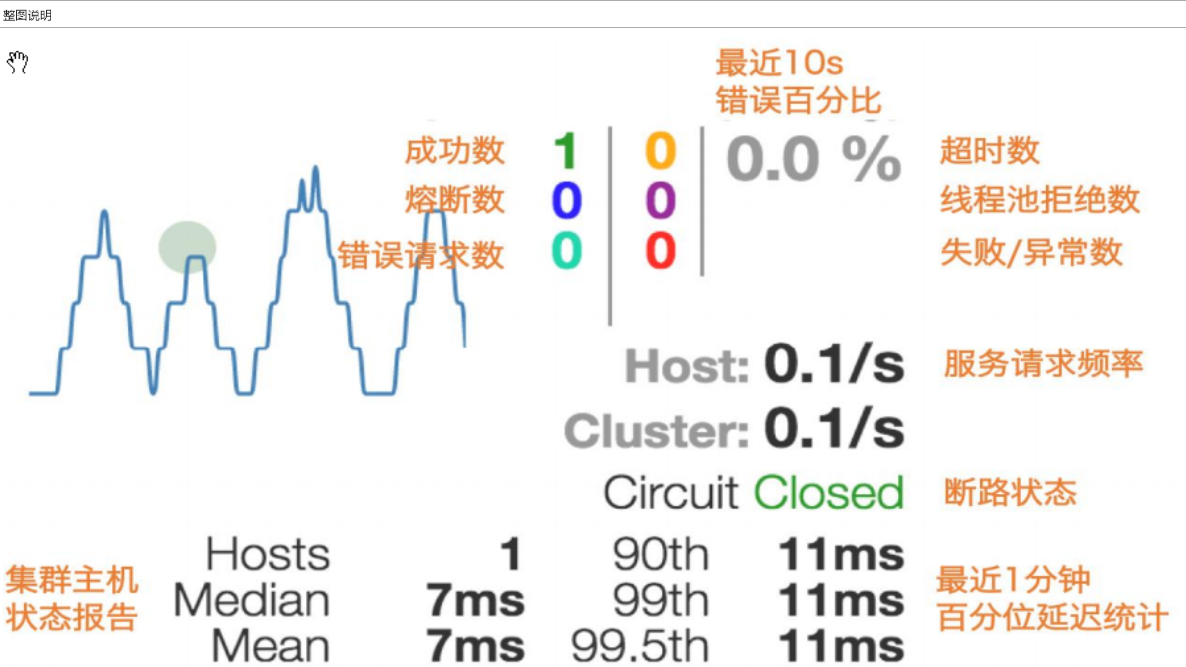 整图说明
最近10s
错误百分比
成功数 1 0 0.0 % 超时数
熔断数 0 0 线程池拒绝数
错误请求数 0 0 失败/异常数
Host: 0.1/s 服务请求频率
Cluster: 0.1/s
Circuit Closed 断路状态
集群主机
状态报告
Hosts 1 90th 11ms
Median 7ms 99th 11ms
Mean 7ms 99.5th 11ms
最近1分钟
百分位延迟统计